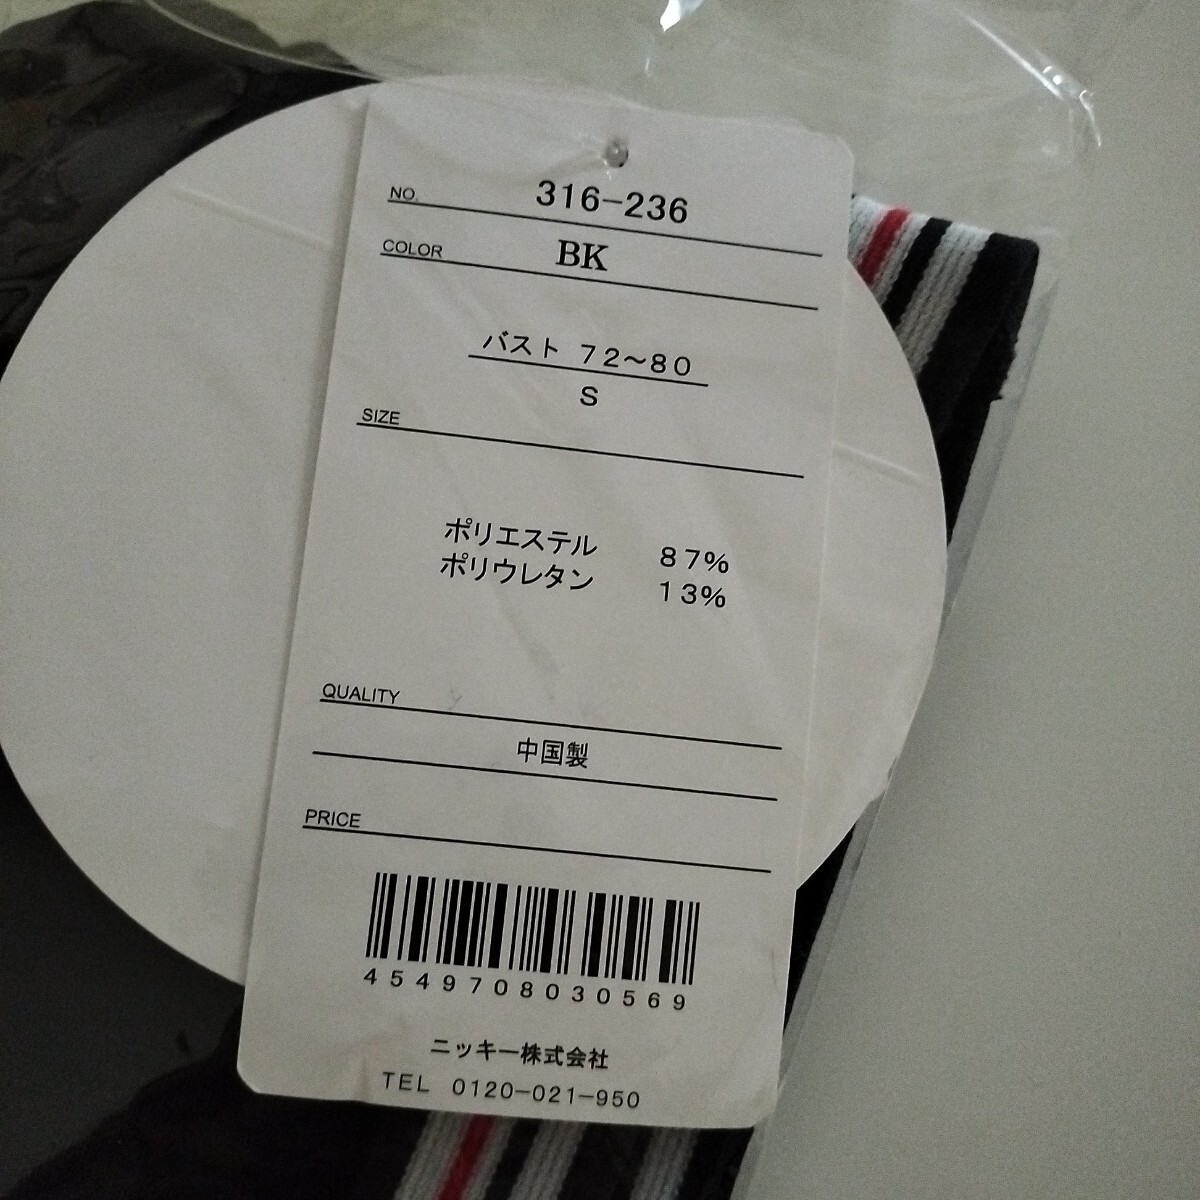 NO. 316-236
COLOR BK
バスト 72～80
S
SIZE
ポリエステル 87%
ポリウレタン 13%
QUALITY
中国製
PRICE
4549708030569
ニッキー株式会社
TEL 0120-021-950